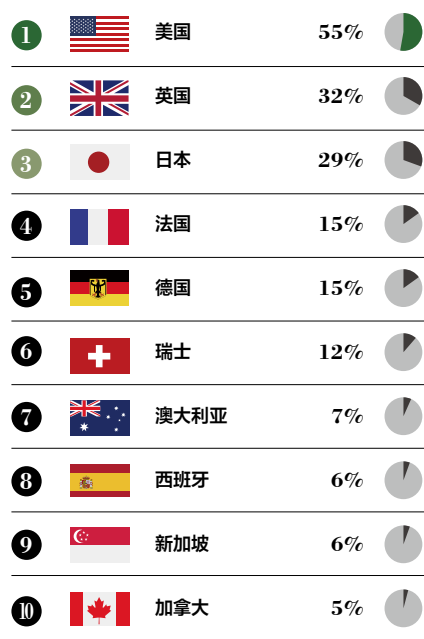 1 美国 55%
2 英国 32%
3 日本 29%
4 法国 15%
5 德国 15%
6 瑞士 12%
7 澳大利亚 7%
8 西班牙 6%
9 新加坡 6%
10 加拿大 5%